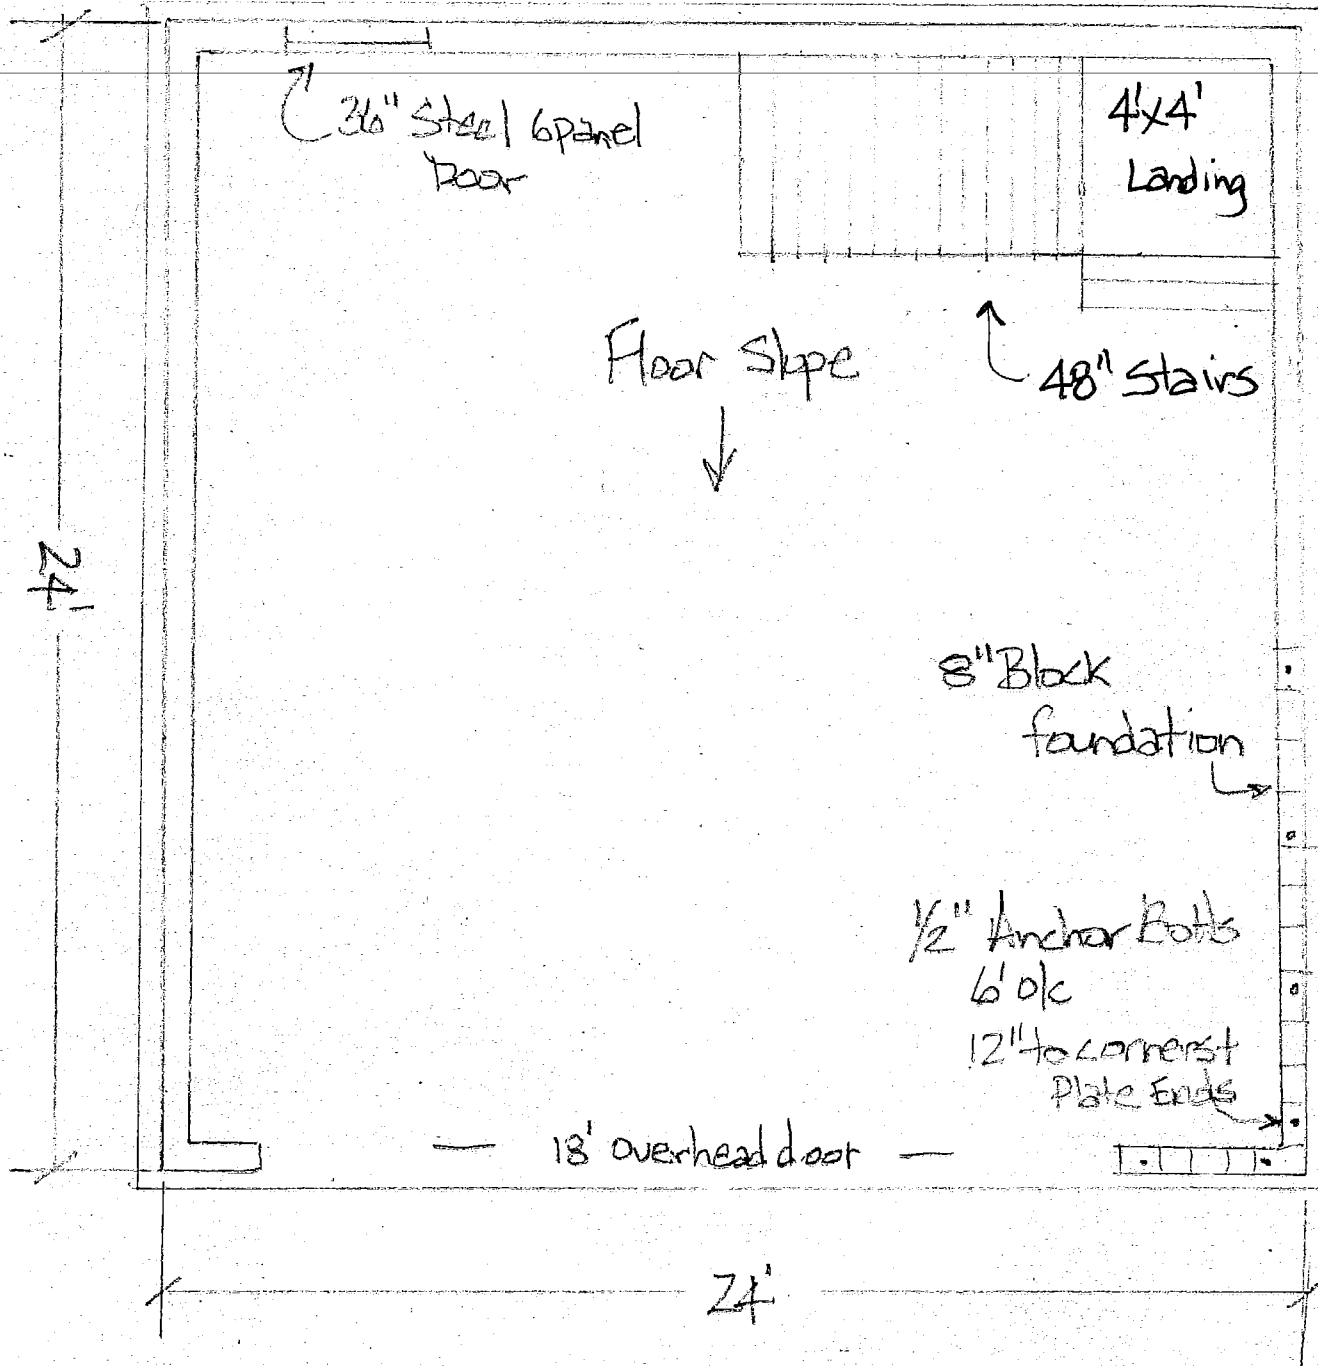 36" Steel 6panel
Door
4'x4'
Landing
Floor Slope
48" Stairs
24'
8" Block
foundation
1/2" Anchor Bolts
6' o/c
12" to corners +
Plate Ends
18' Overhead door
24'